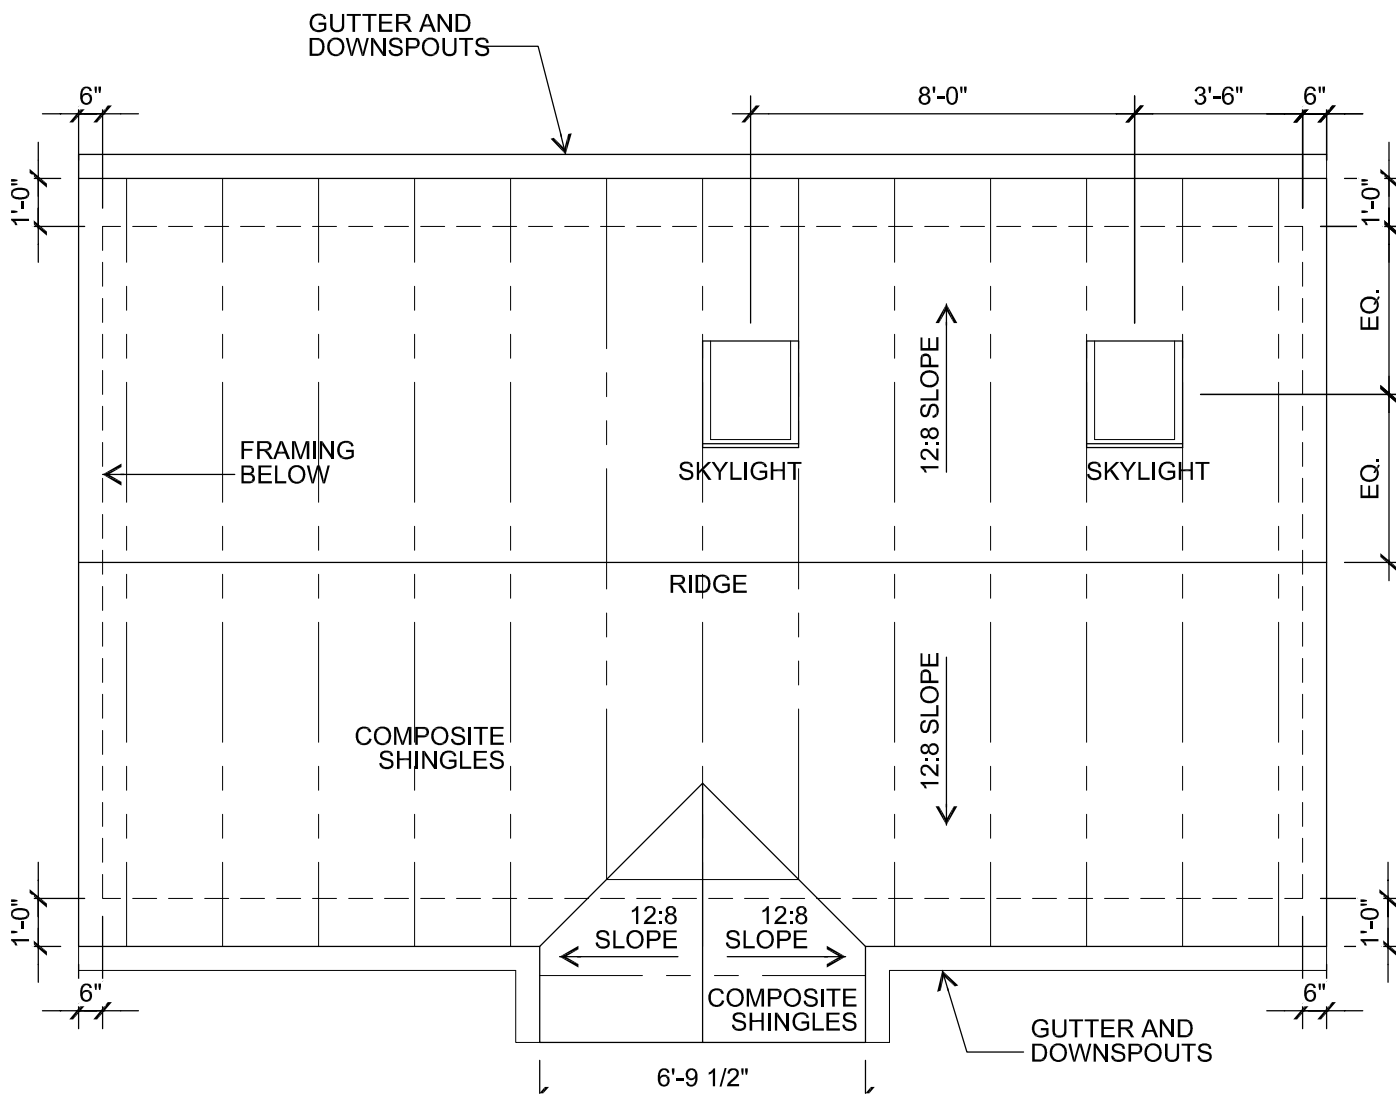 GUTTER AND
DOWNSPOUTS
6"
8'-0"
3'-6"
6"
1'-0"
1'-0"
EQ.
12:8 SLOPE
FRAMING
BELOW
SKYLIGHT
SKYLIGHT
EQ.
RIDGE
12:8 SLOPE
COMPOSITE
SHINGLES
1'-0"
12:8
SLOPE
12:8
SLOPE
1'-0"
6"
COMPOSITE
SHINGLES
6"
GUTTER AND
DOWNSPOUTS
6'-9 1/2"